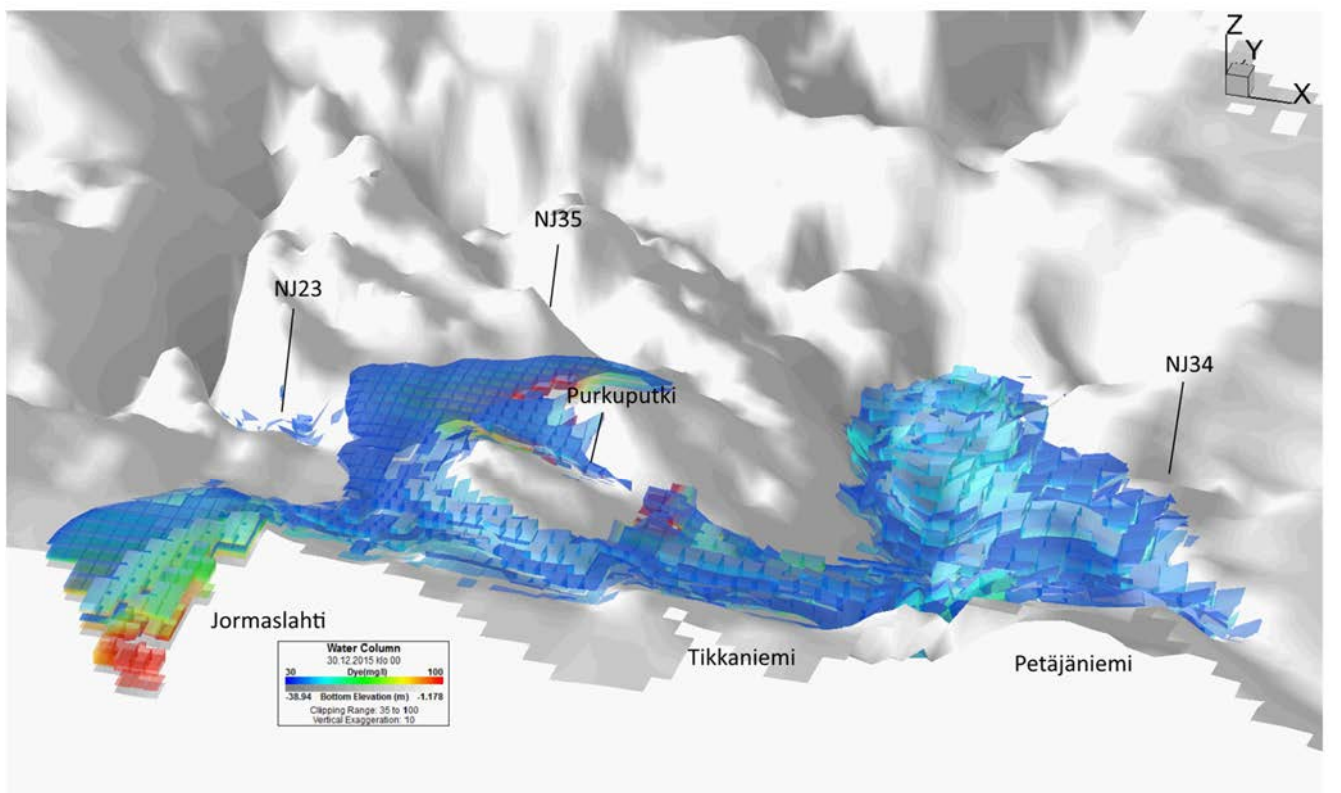 Z
Y
X
NJ35
NJ23
NJ34
Purkuputki
Jormaslahti
Tikkaniemi
Petäjäniemi
Water Column
30.12.2015 klo 00
30 Dye(mg/l) 100
-38.94 Bottom Elevation (m) -1.178
Clipping Range: 35 to 100
Vertical Exaggeration: 10